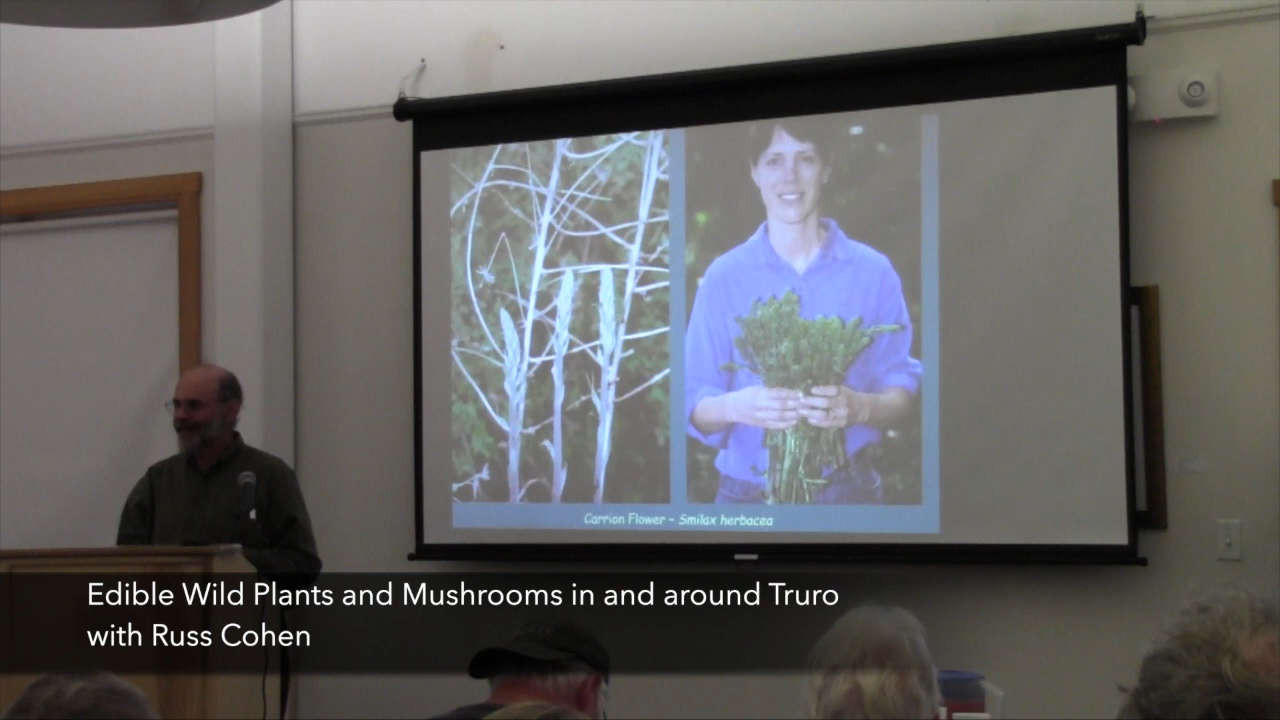 Carrion Flower - Smilax herbacea
Edible Wild Plants and Mushrooms in and around Truro
with Russ Cohen